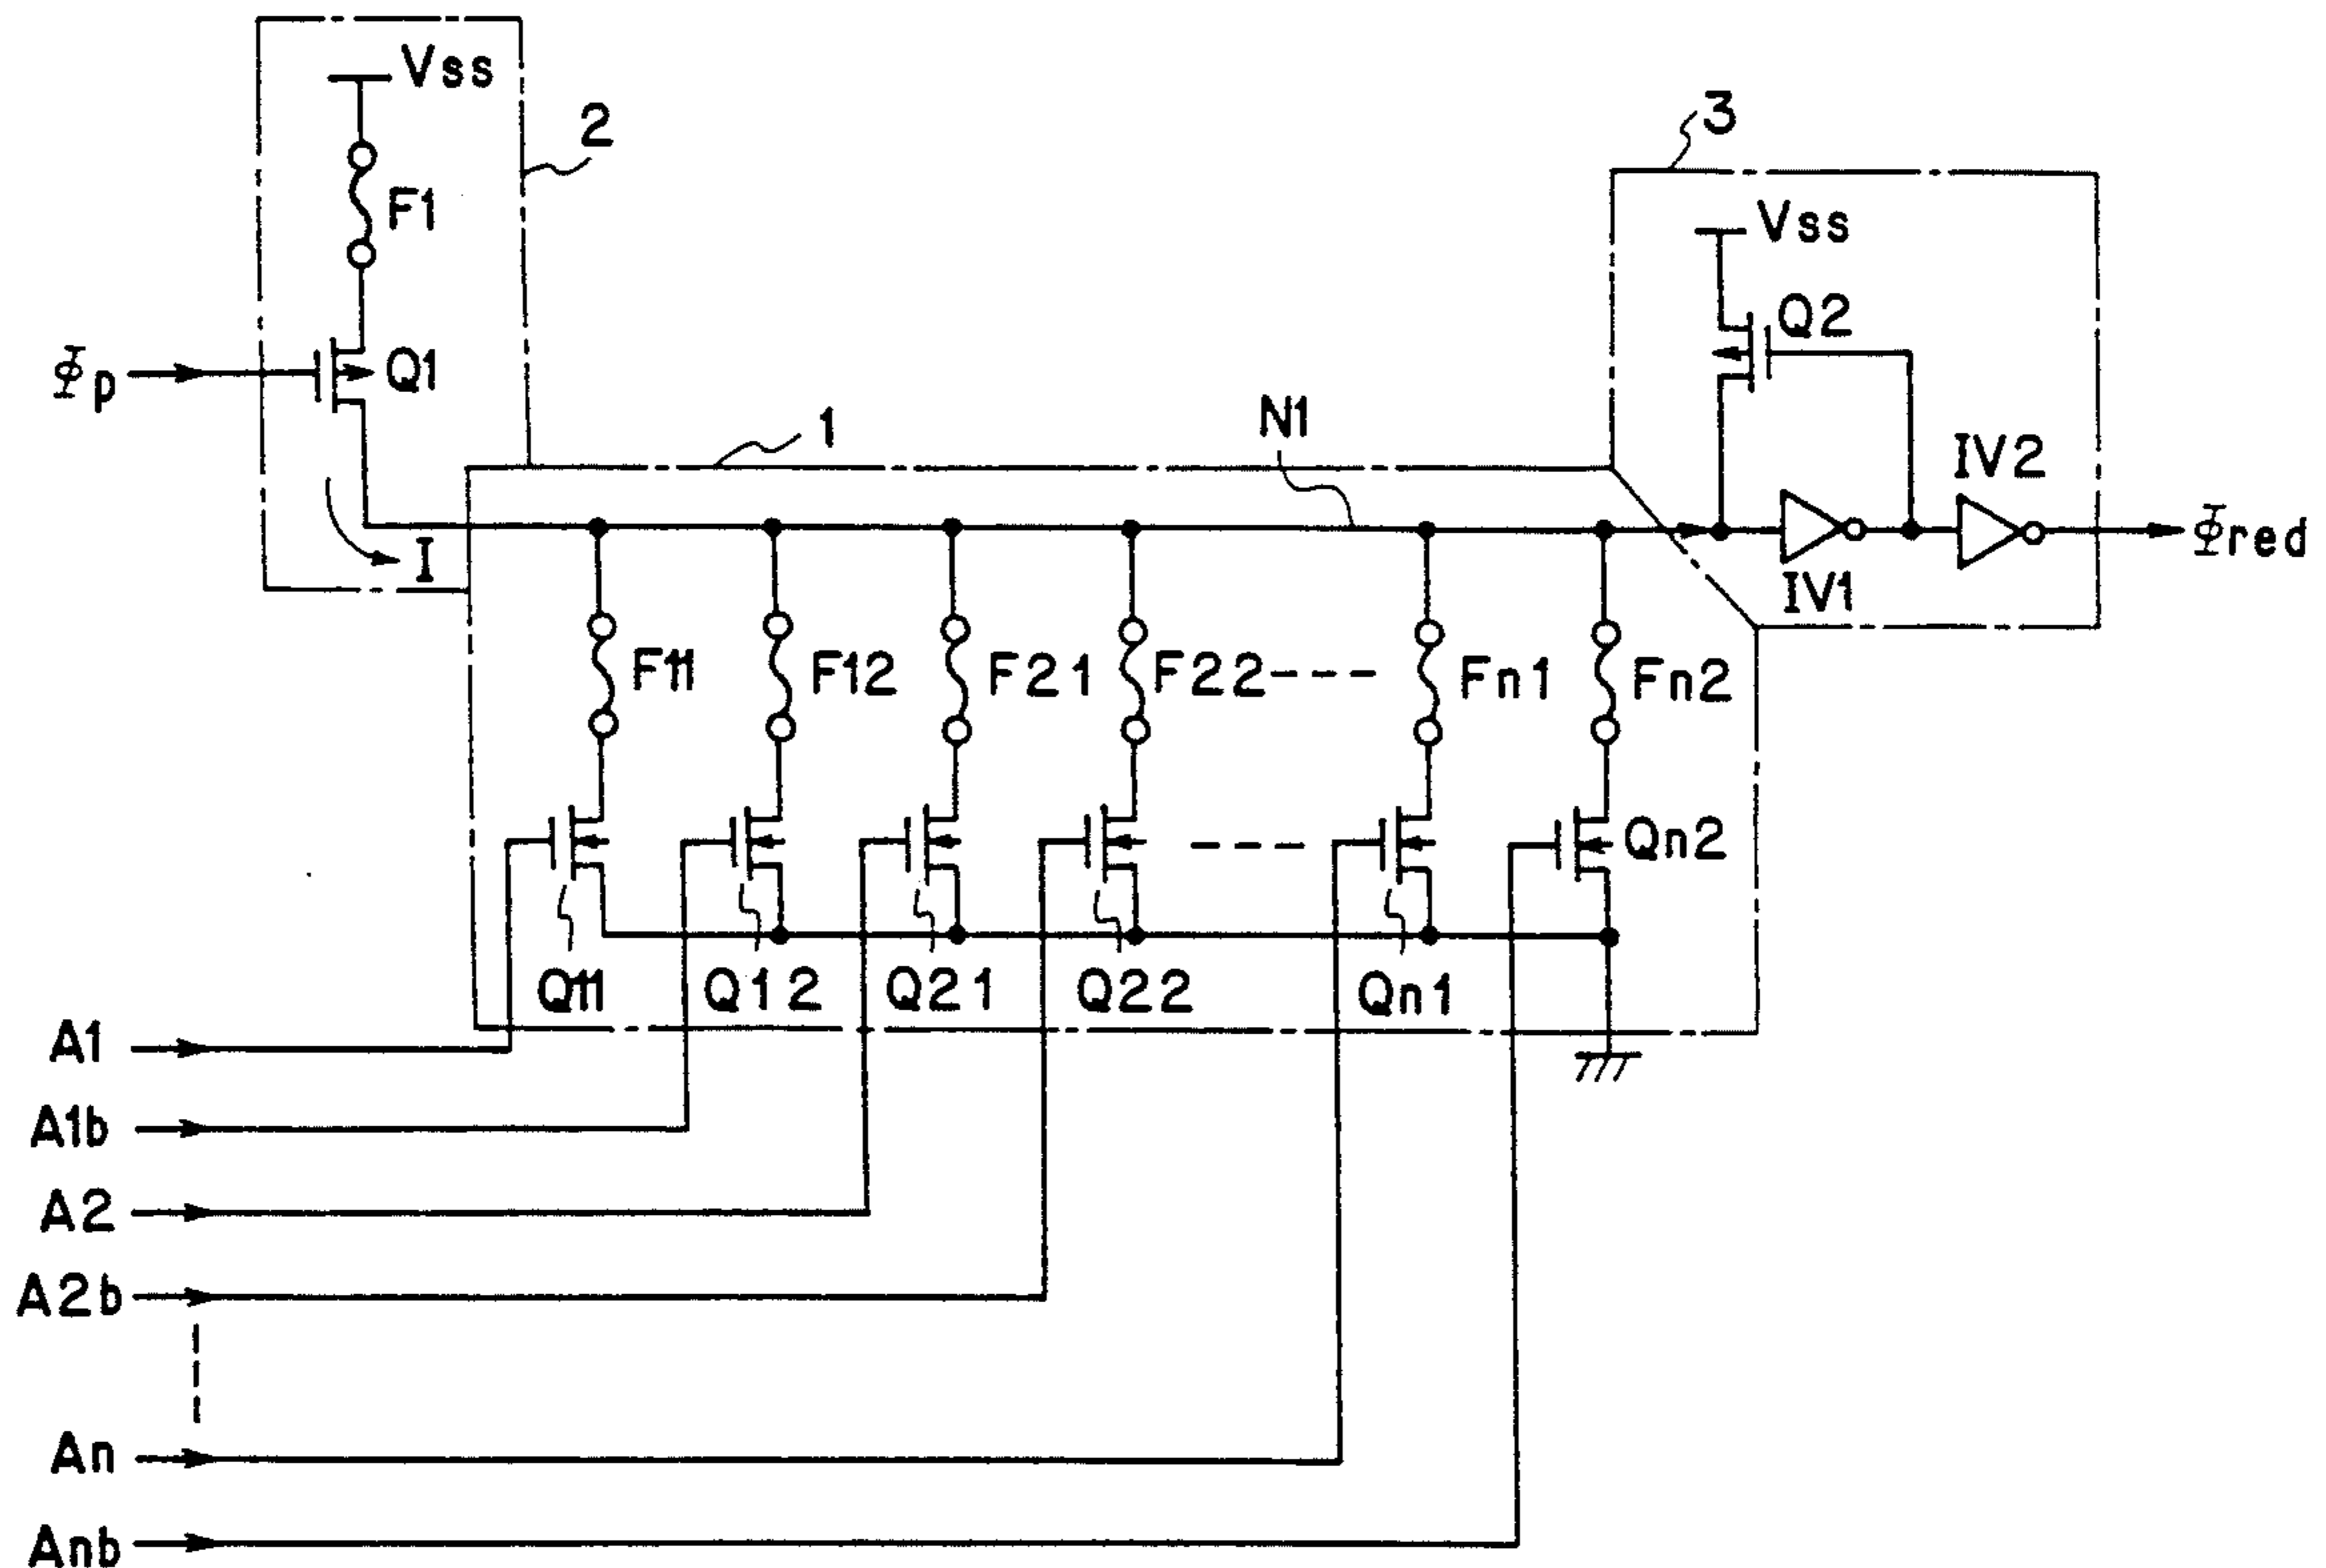 Vss
2
F1
3
Vss
Q2
Φp
Q1
1
N1
IV2
I
IV1
Φred
F11
F12
F21
F22
Fn1
Fn2
Qn2
Q11
Q12
Q21
Q22
Qn1
A1
A1b
A2
A2b
An
Anb